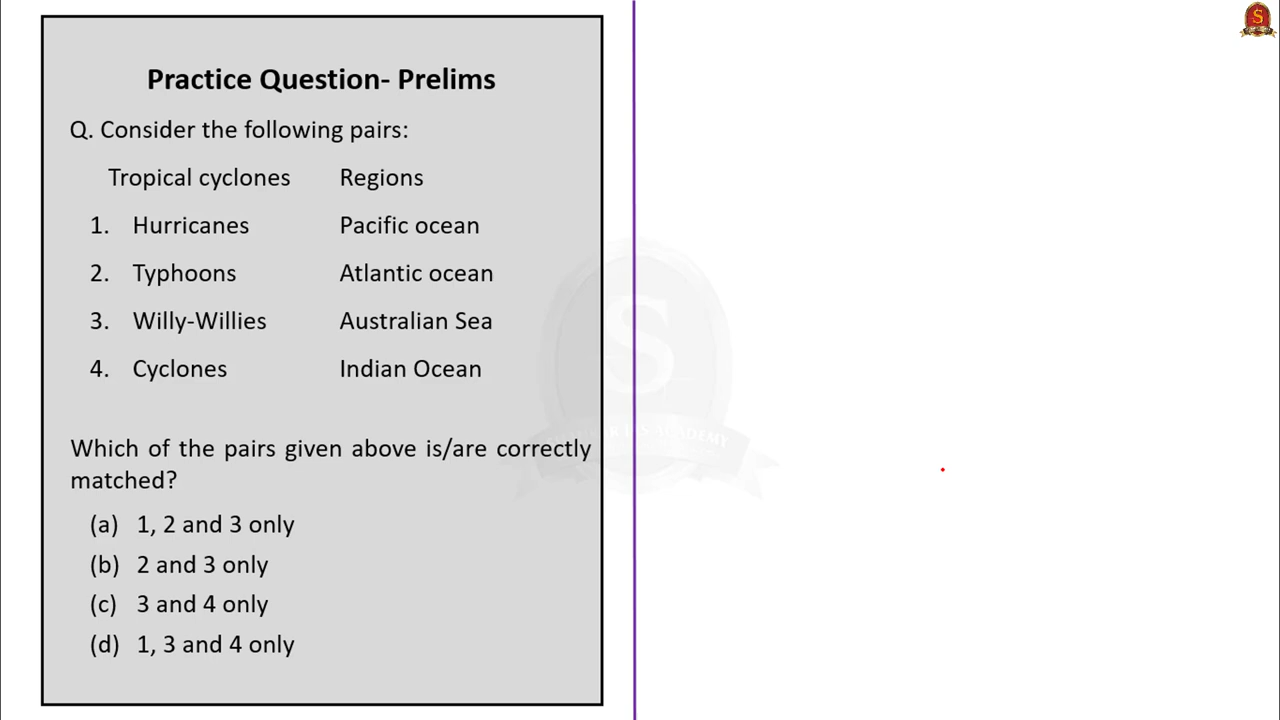 Practice Question- Prelims
Q. Consider the following pairs:
Tropical cyclones Regions
1. Hurricanes Pacific ocean
2. Typhoons Atlantic ocean
3. Willy-Willies Australian Sea
4. Cyclones Indian Ocean
Which of the pairs given above is/are correctly
matched?
(a) 1, 2 and 3 only
(b) 2 and 3 only
(c) 3 and 4 only
(d) 1, 3 and 4 only
S
S
ACADEMY